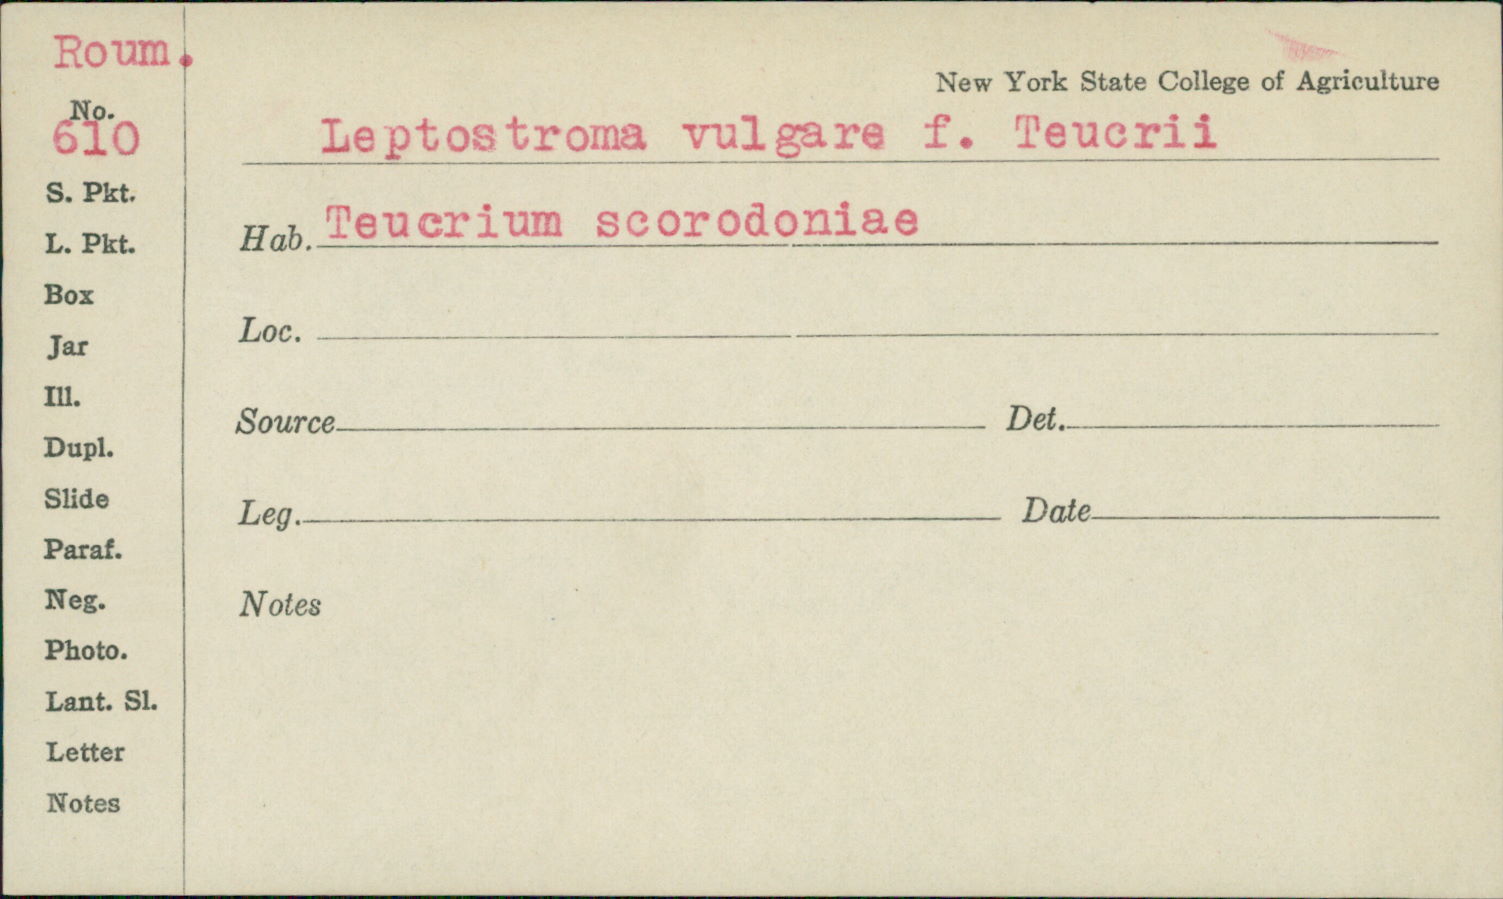 Roum.
New York State College of Agriculture
No.
610
Leptostroma vulgare f. Teucrii
S. Pkt.
Hab. Teucrium scorodoniae
L. Pkt.
Box
Loc.
Jar
Ill.
Source Det.
Dupl.
Slide
Leg. Date
Paraf.
Neg.
Notes
Photo.
Lant. Sl.
Letter
Notes